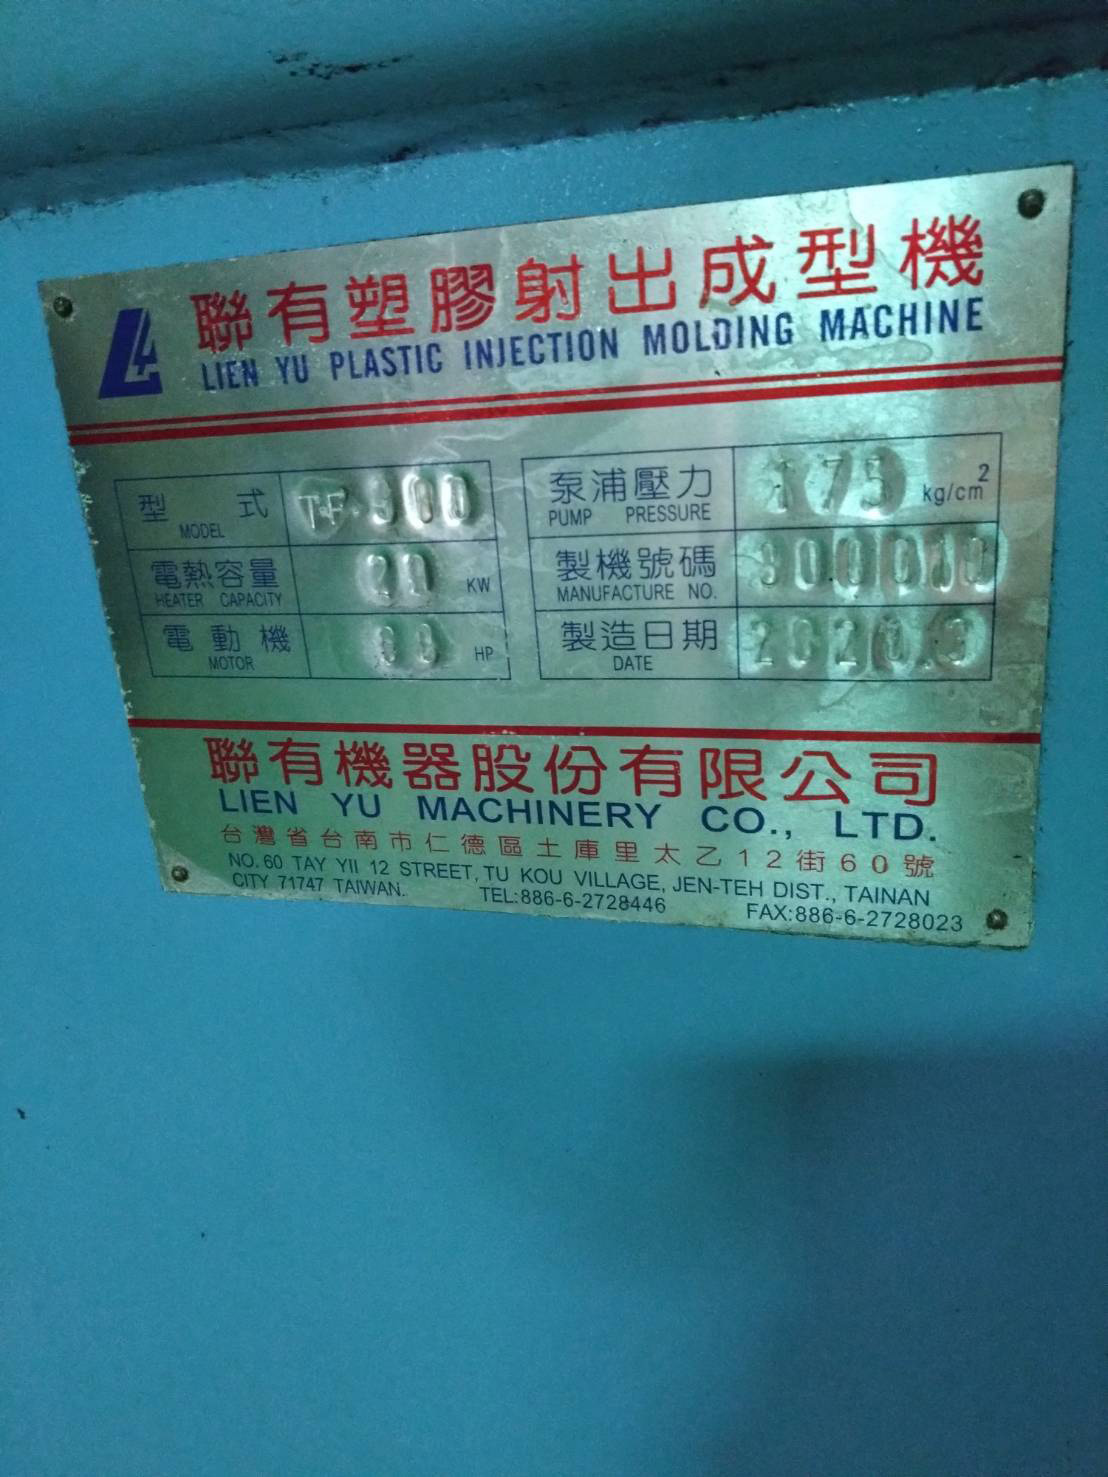 聯有塑膠射出成型機
LIEN YU PLASTIC INJECTION MOLDING MACHINE
型式
MODEL
電熱容量 KW
HEATER CAPACITY
電動機 HP
MOTOR
泵浦壓力 175 kg/cm²
PUMP PRESSURE
製機號碼
MANUFACTURE NO.
製造日期 2020.3
DATE
聯有機器股份有限公司
LIEN YU MACHINERY CO., LTD.
台灣省台南市仁德區土庫里太乙12街60號
NO. 60 TAY YII 12 STREET, TU KOU VILLAGE, JEN-TEH DIST., TAINAN
CITY 71747 TAIWAN. TEL:886-6-2728446 FAX:886-6-2728023